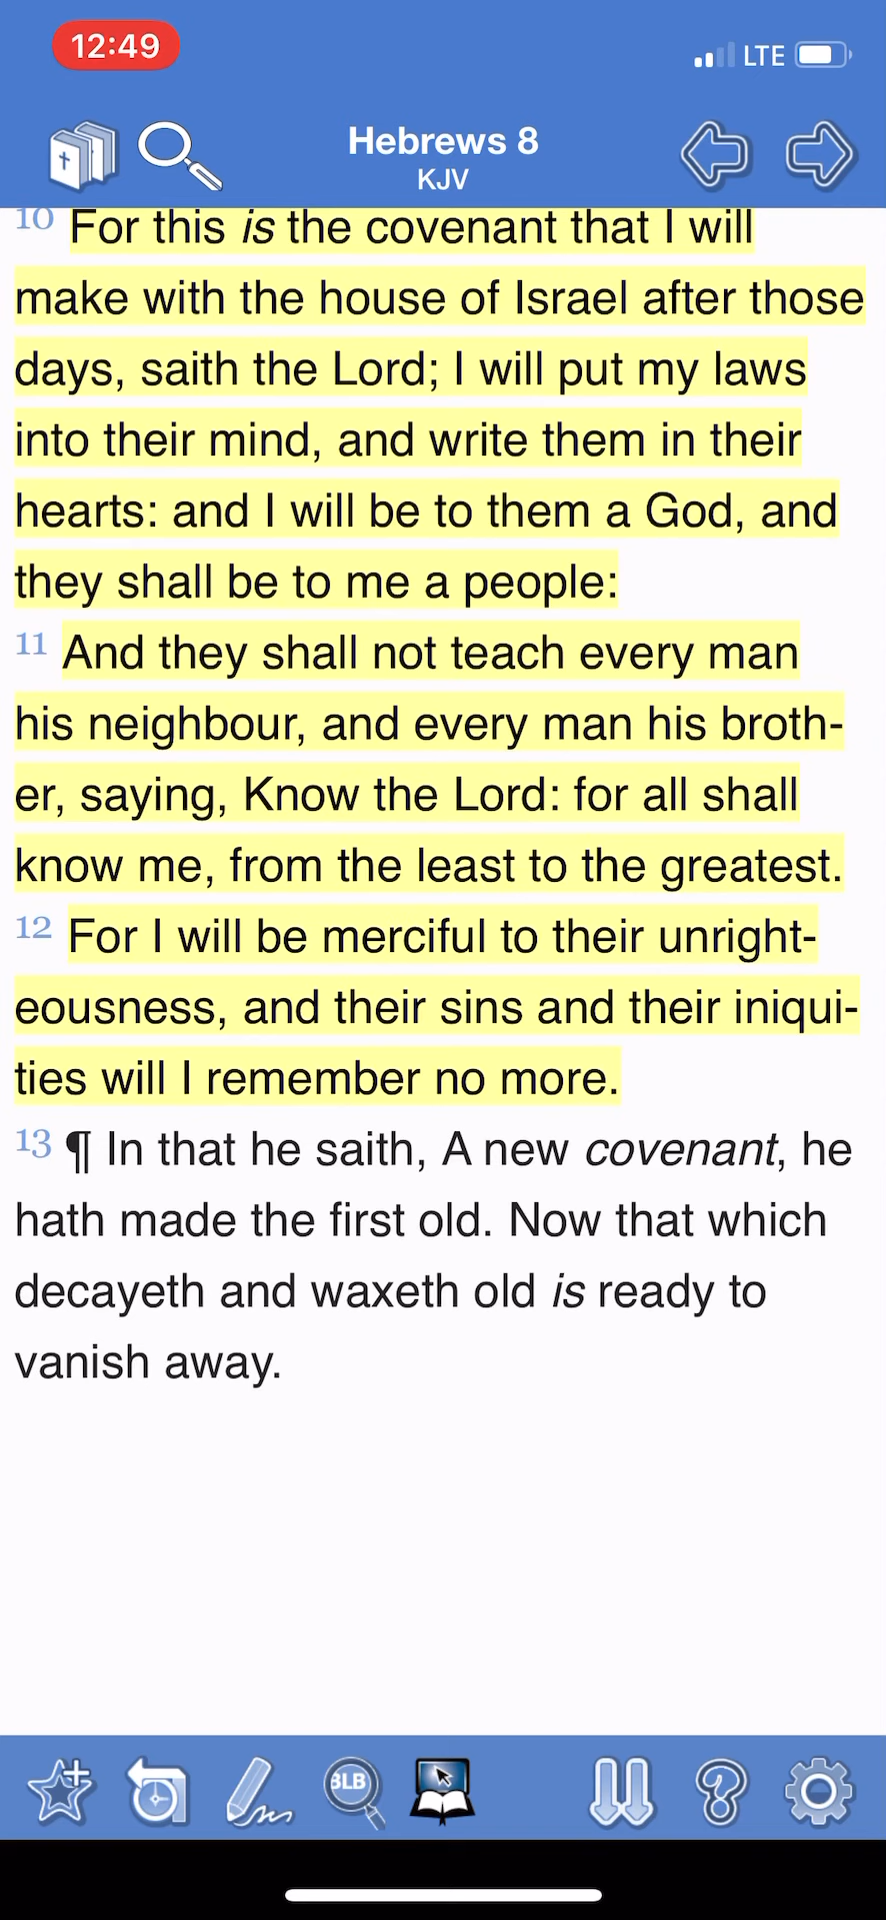 12:49
LTE
Hebrews 8
KJV
10 For this is the covenant that I will
make with the house of Israel after those
days, saith the Lord; I will put my laws
into their mind, and write them in their
hearts: and I will be to them a God, and
they shall be to me a people:
11 And they shall not teach every man
his neighbour, and every man his broth-
er, saying, Know the Lord: for all shall
know me, from the least to the greatest.
12 For I will be merciful to their unright-
eousness, and their sins and their iniqui-
ties will I remember no more.
13 ¶ In that he saith, A new covenant, he
hath made the first old. Now that which
decayeth and waxeth old is ready to
vanish away.
BLB